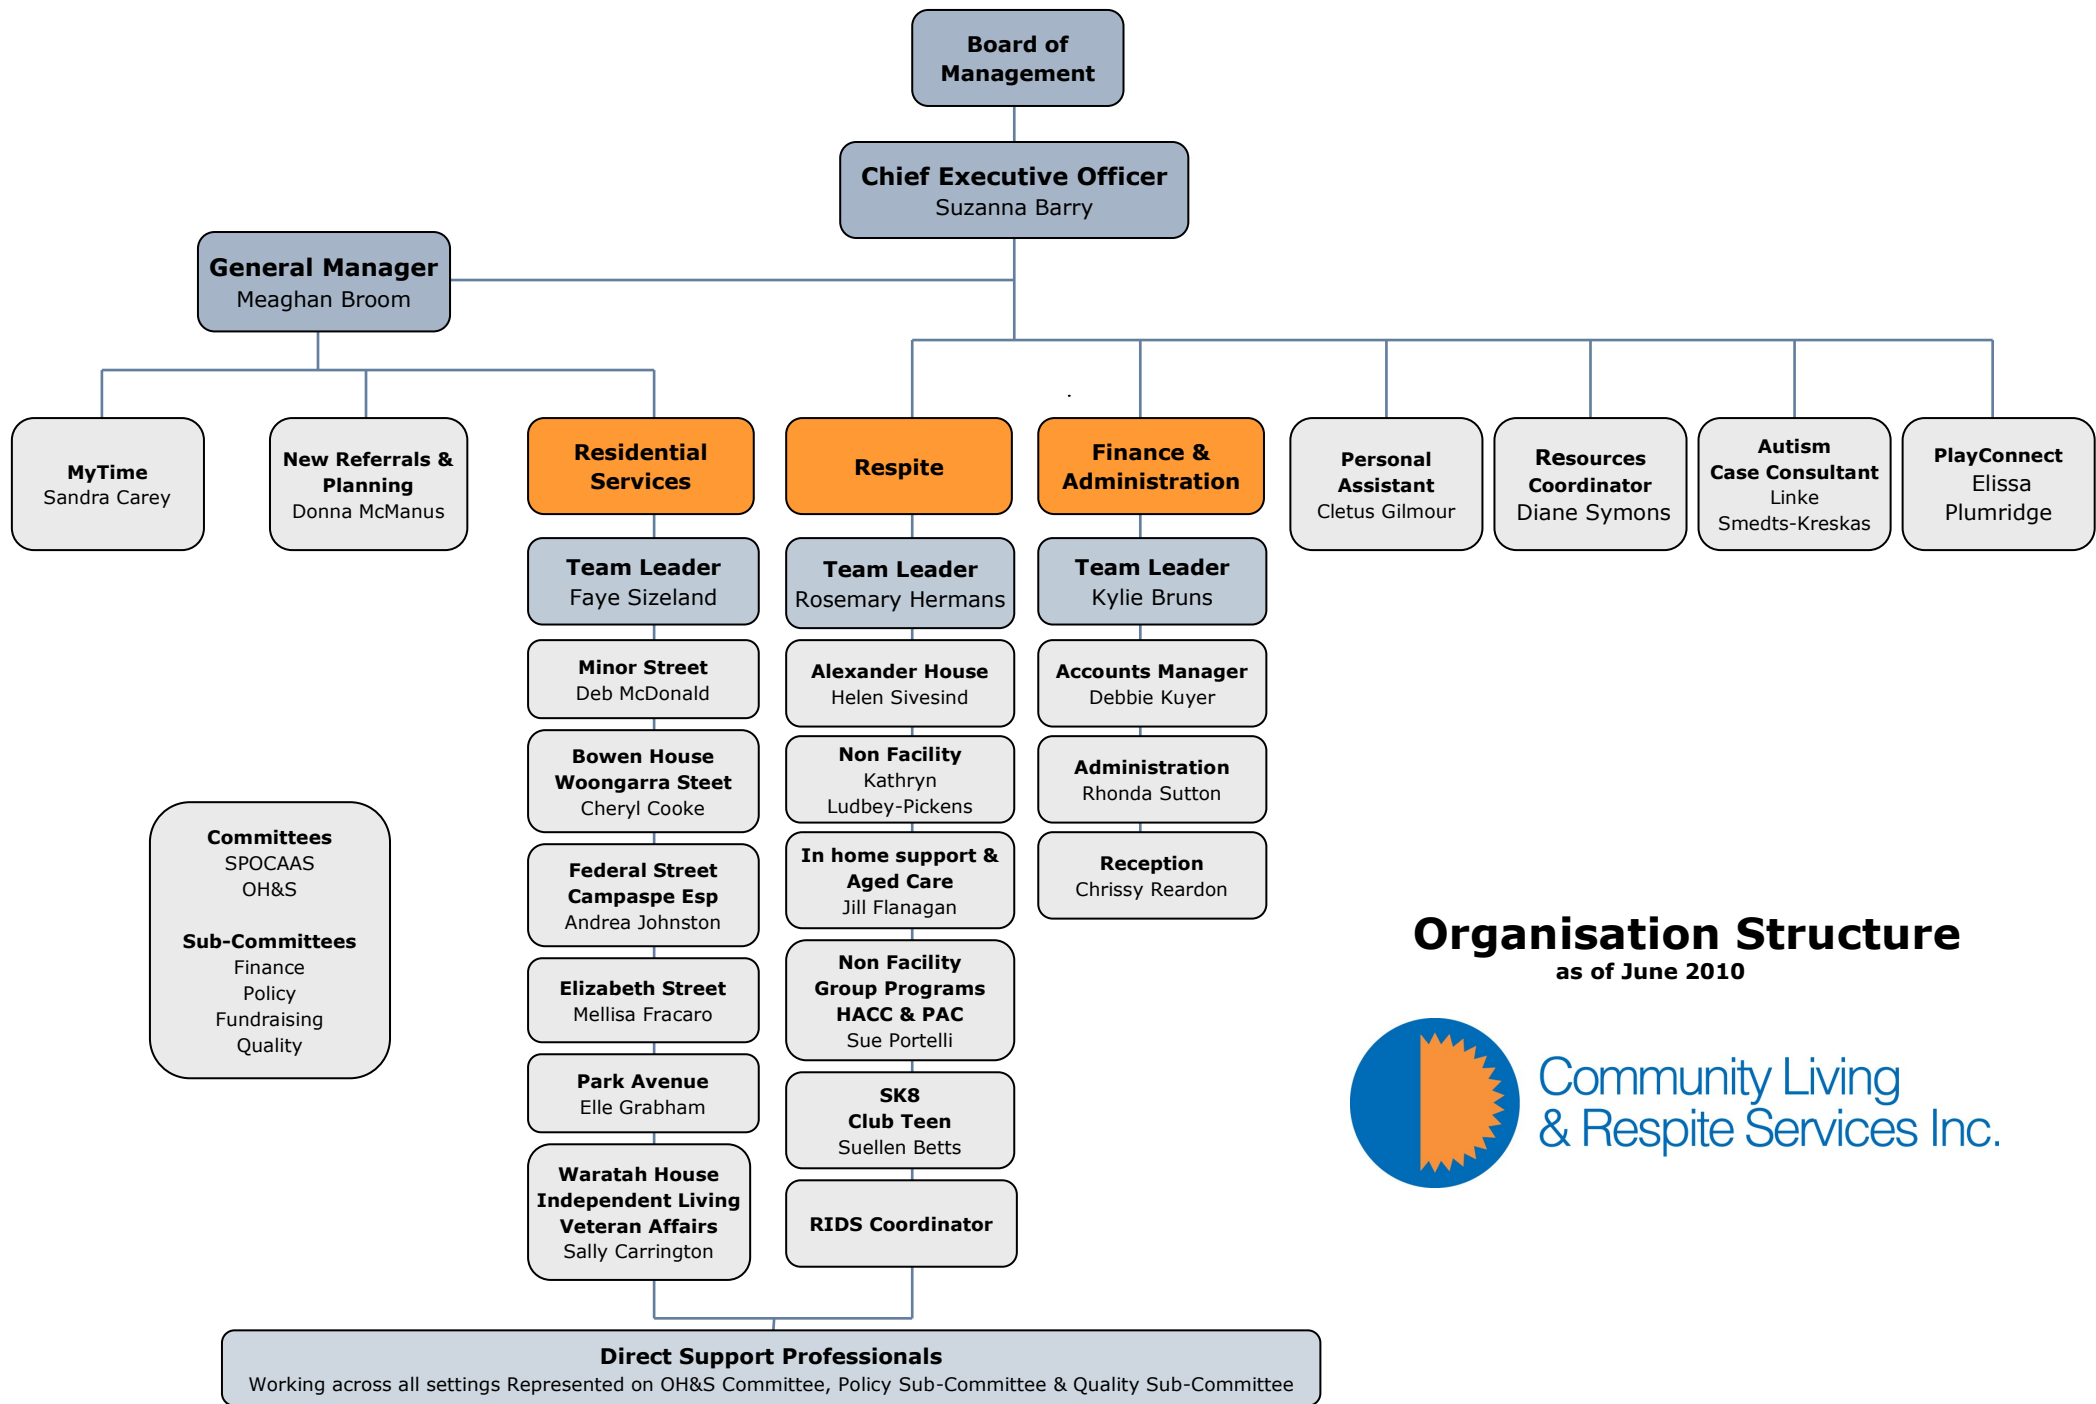 Board of
Management
Chief Executive Officer
Suzanna Barry
General Manager
Meaghan Broom
MyTime
Sandra Carey
New Referrals &
Planning
Donna McManus
Residential
Services
Respite
Finance &
Administration
Personal
Assistant
Cletus Gilmour
Resources
Coordinator
Diane Symons
Autism
Case Consultant
Linke
Smedts-Kreskas
PlayConnect
Elissa
Plumridge
Team Leader
Faye Sizeland
Team Leader
Rosemary Hermans
Team Leader
Kylie Bruns
Minor Street
Deb McDonald
Bowen House
Woongarra Steet
Cheryl Cooke
Federal Street
Campaspe Esp
Andrea Johnston
Elizabeth Street
Mellisa Fracaro
Park Avenue
Elle Grabham
Waratah House
Independent Living
Veteran Affairs
Sally Carrington
Alexander House
Helen Sivesind
Non Facility
Kathryn
Ludbey-Pickens
In home support &
Aged Care
Jill Flanagan
Non Facility
Group Programs
HACC & PAC
Sue Portelli
SK8
Club Teen
Suellen Betts
RIDS Coordinator
Accounts Manager
Debbie Kuyer
Administration
Rhonda Sutton
Reception
Chrissy Reardon
Committees
SPOCAAS
OH&S
Sub-Committees
Finance
Policy
Fundraising
Quality
Organisation Structure
as of June 2010
Community Living
& Respite Services Inc.
Direct Support Professionals
Working across all settings Represented on OH&S Committee, Policy Sub-Committee & Quality Sub-Committee